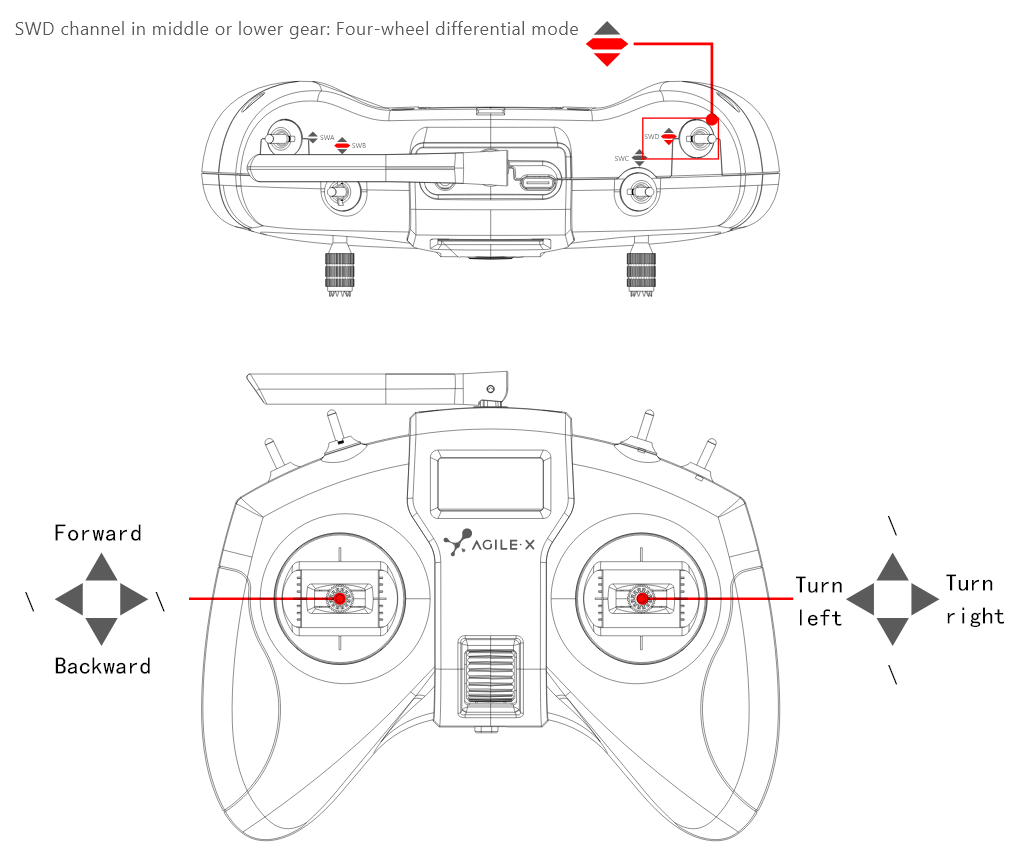 SWD channel in middle or lower gear: Four-wheel differential mode
SWA
SWB
SWD
SWC
AGILE·X
Forward
\
\
Backward
\
Turn
left
Turn
right
\